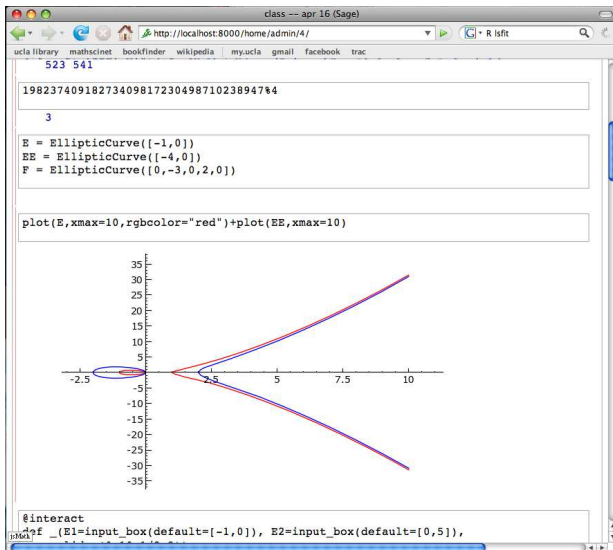 class -- apr 16 (Sage)
http://localhost:8000/home/admin/4/
R lsfit
ucla library mathscinet bookfinder wikipedia my.ucla gmail facebook trac
523 541
19823740918273409817230498710238947%4
3
E = EllipticCurve([-1,0])
EE = EllipticCurve([-4,0])
F = EllipticCurve([0,-3,0,2,0])
plot(E,xmax=10,rgbcolor="red")+plot(EE,xmax=10)
35
30
25
20
15
10
5
-2.5 2.5 5 7.5 10
-5
-10
-15
-20
-25
-30
-35
@interact
def _(E1=input_box(default=[-1,0]), E2=input_box(default=[0,5]),
jsMath